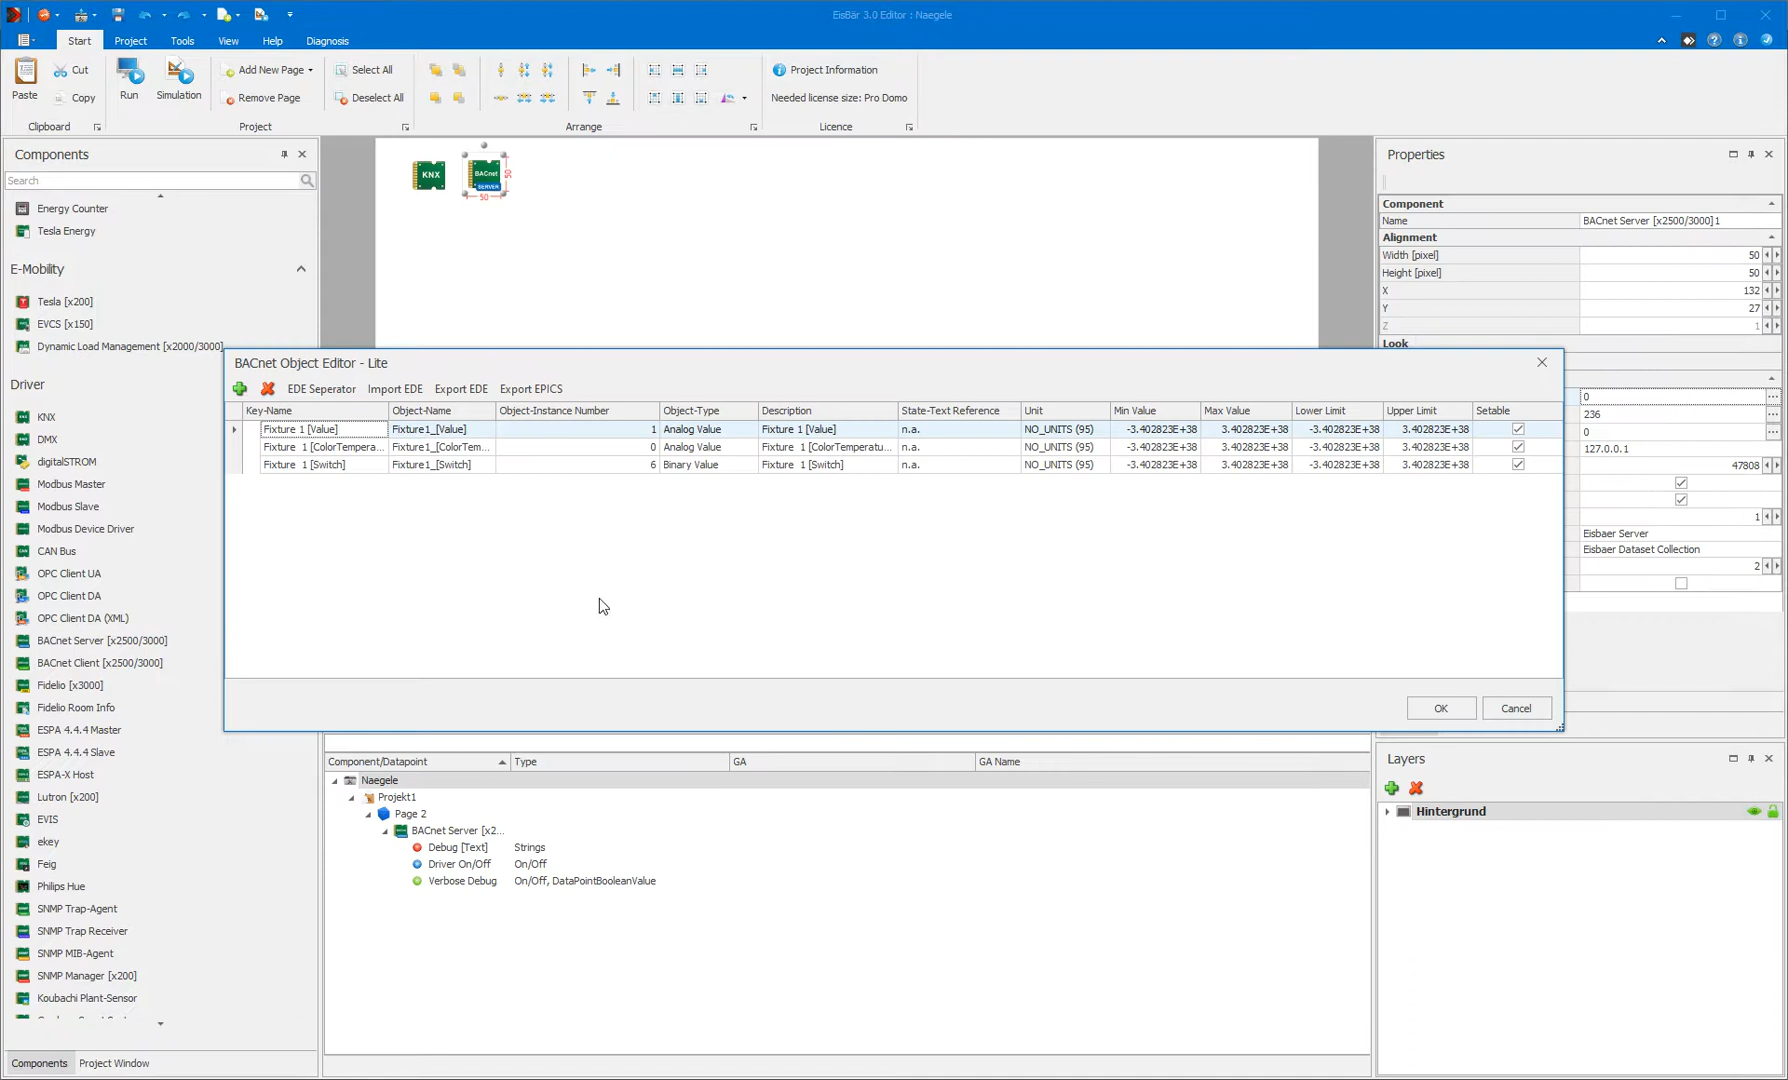 EisBär 3.0 Editor : Naegele
Start Project Tools View Help Diagnosis
Paste Cut Copy
Run Simulation
Add New Page Remove Page
Select All Deselect All
Project Information
Needed license size: Pro Domo
Clipboard Project Arrange Licence
Components
Search
Energy Counter
Tesla Energy
E-Mobility
Tesla [x200]
EVCS [x150]
Dynamic Load Management [x2000/3000]
Driver
KNX
DMX
digitalSTROM
Modbus Master
Modbus Slave
Modbus Device Driver
CAN Bus
OPC Client UA
OPC Client DA
OPC Client DA (XML)
BACnet Server [x2500/3000]
BACnet Client [x2500/3000]
Fidelio [x3000]
Fidelio Room Info
ESPA 4.4.4 Master
ESPA 4.4.4 Slave
ESPA-X Host
Lutron [x200]
EVIS
ekey
Feig
Philips Hue
SNMP Trap-Agent
SNMP Trap Receiver
SNMP MIB-Agent
SNMP Manager [x200]
Koubachi Plant-Sensor
Components Project Window
KNX
BACnet
SERVER
50
50
BACnet Object Editor - Lite
EDE Seperator Import EDE Export EDE Export EPICS
Key-Name Object-Name Object-Instance Number Object-Type Description State-Text Reference Unit Min Value Max Value Lower Limit Upper Limit Setable
Fixture 1 [Value] Fixture1_[Value] 1 Analog Value Fixture 1 [Value] n.a. NO_UNITS (95) -3.402823E+38 3.402823E+38 -3.402823E+38 3.402823E+38
Fixture 1 [ColorTempera... Fixture1_[ColorTem... 0 Analog Value Fixture 1 [ColorTemperatu... n.a. NO_UNITS (95) -3.402823E+38 3.402823E+38 -3.402823E+38 3.402823E+38
Fixture 1 [Switch] Fixture1_[Switch] 6 Binary Value Fixture 1 [Switch] n.a. NO_UNITS (95) -3.402823E+38 3.402823E+38 -3.402823E+38 3.402823E+38
OK Cancel
Component/Datapoint Type GA GA Name
Naegele
Projekt1
Page 2
BACnet Server [x2...
Debug [Text] Strings
Driver On/Off On/Off
Verbose Debug On/Off, DataPointBooleanValue
Properties
Component
Name BACnet Server [x2500/3000]1
Alignment
Width [pixel] 50
Height [pixel] 50
X 132
Y 27
Z 1
Look
0
236
0
127.0.0.1
47808
1
Eisbaer Server
Eisbaer Dataset Collection
2
Layers
Hintergrund